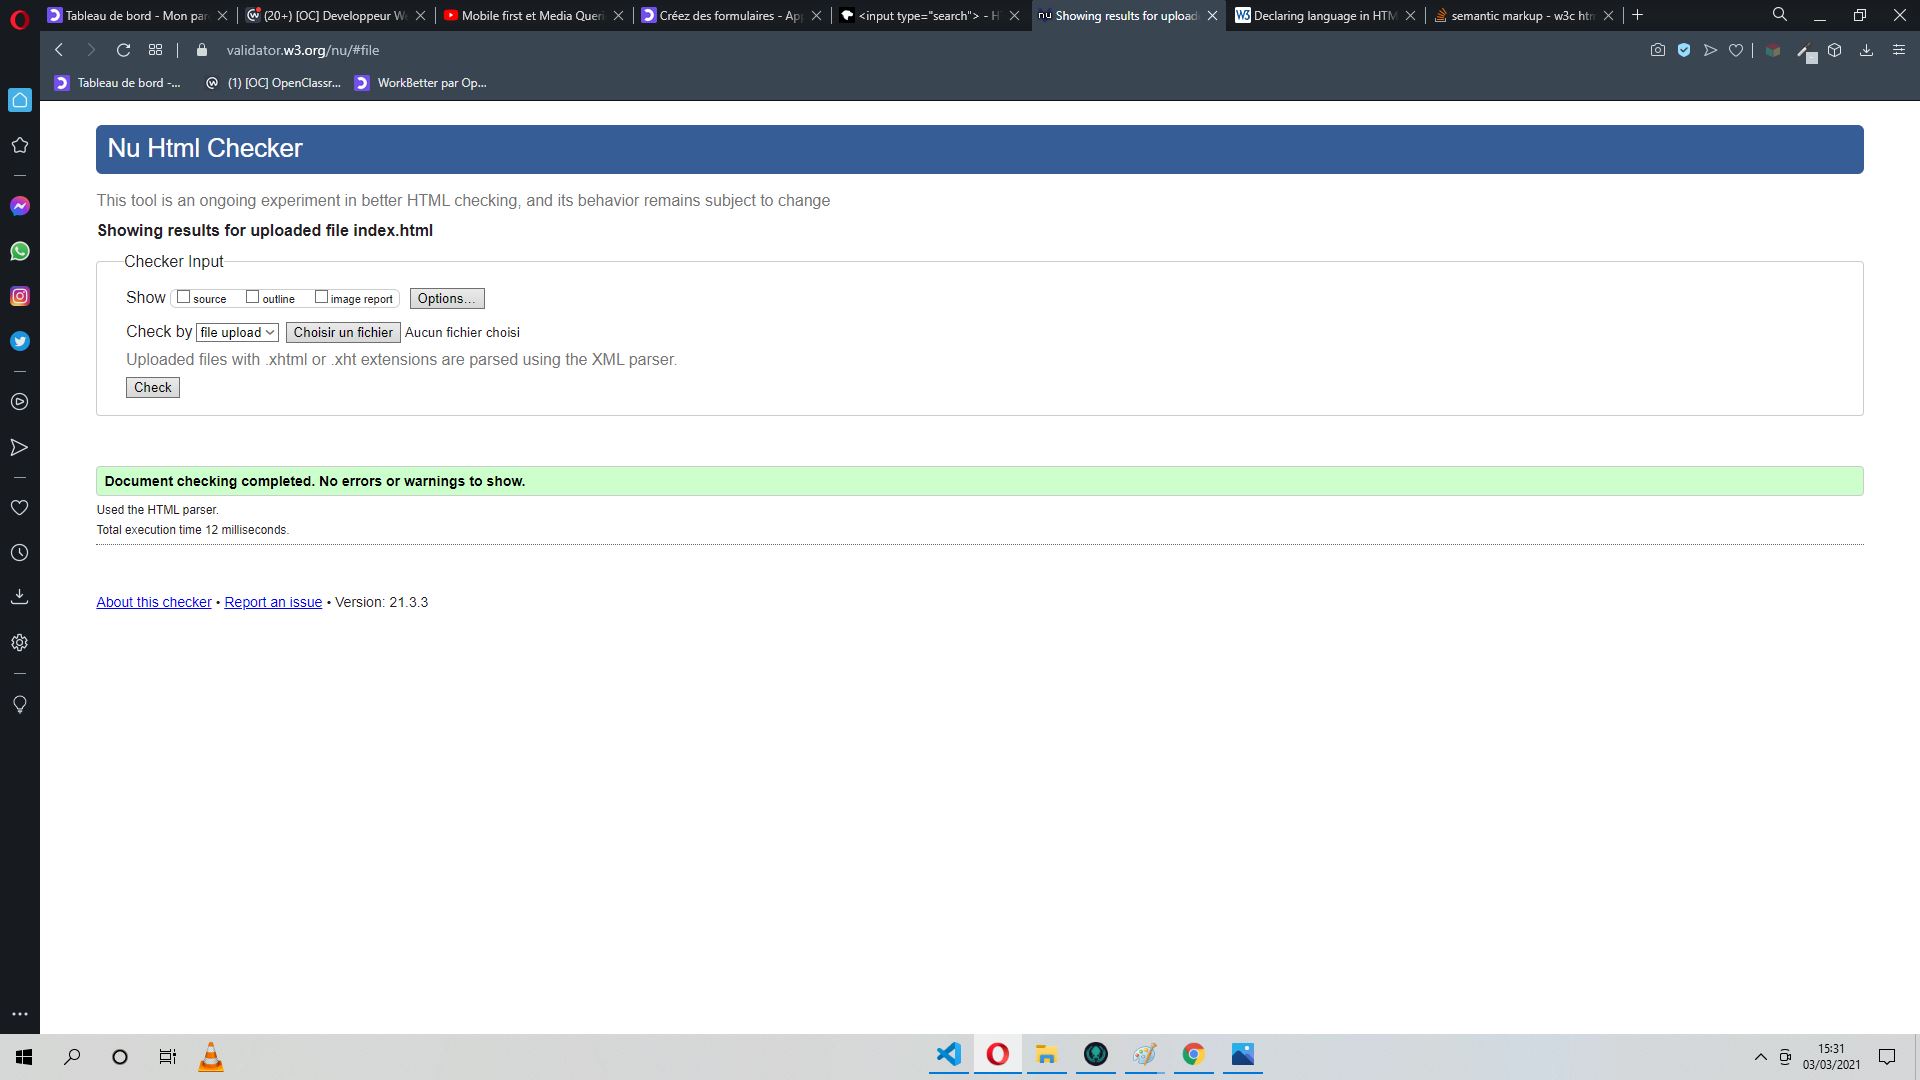 Tableau de bord - Mon par
(20+) [OC] Developpeur We
Mobile first et Media Queri
Créez des formulaires - App
<input type="search"> - HT
nu Showing results for upload
W3 Declaring language in HTM
semantic markup - w3c htm
validator.w3.org/nu/#file
Tableau de bord -...
(1) [OC] OpenClassr...
WorkBetter par Op...
Nu Html Checker
This tool is an ongoing experiment in better HTML checking, and its behavior remains subject to change
Showing results for uploaded file index.html
Checker Input
Show source outline image report Options...
Check by file upload Choisir un fichier Aucun fichier choisi
Uploaded files with .xhtml or .xht extensions are parsed using the XML parser.
Check
Document checking completed. No errors or warnings to show.
Used the HTML parser.
Total execution time 12 milliseconds.
About this checker • Report an issue • Version: 21.3.3
15:31
03/03/2021